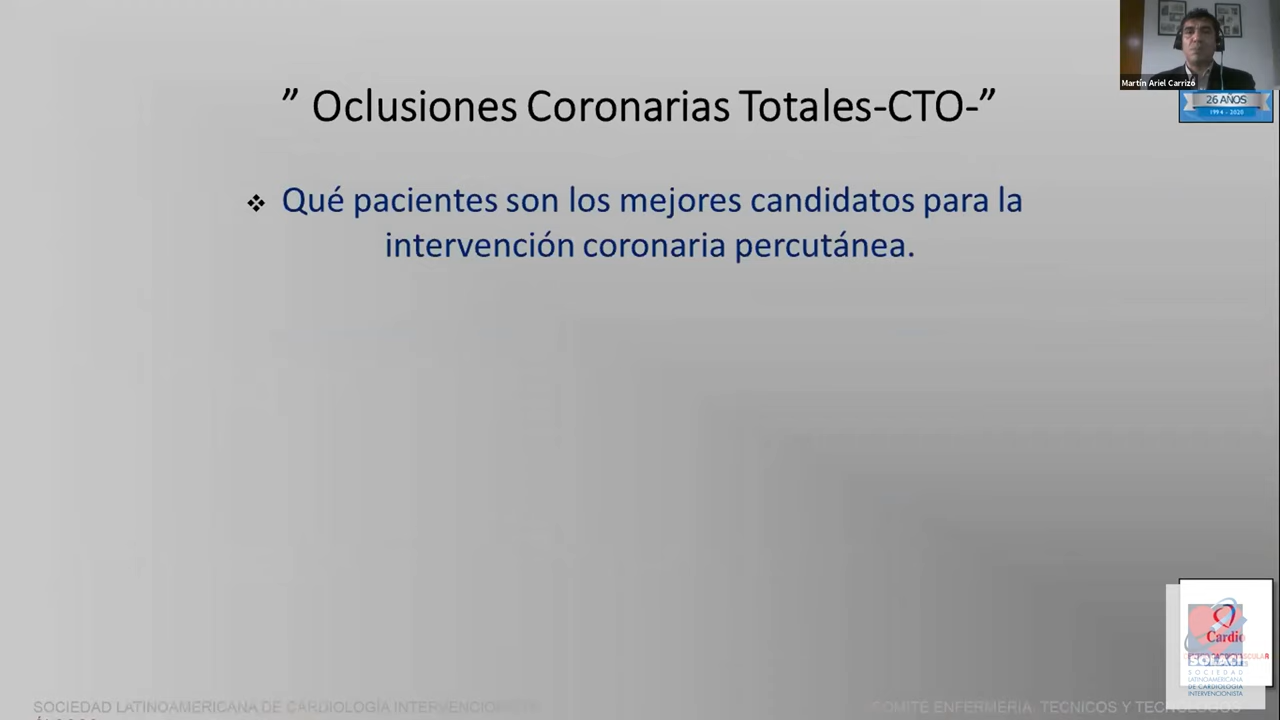 Martín Ariel Carrizo
26 AÑOS
1994 - 2020
” Oclusiones Coronarias Totales-CTO-”
❖ Qué pacientes son los mejores candidatos para la
intervención coronaria percutánea.
Cardio
SOLACI
SOCIEDAD
LATINOAMERICANA
DE CARDIOLOGÍA
INTERVENCIONISTA
SOCIEDAD LATINOAMERICANA DE CARDIOLOGÍA
COMITE ENFERMERIA, TECNICOS Y TECNOLOGOS